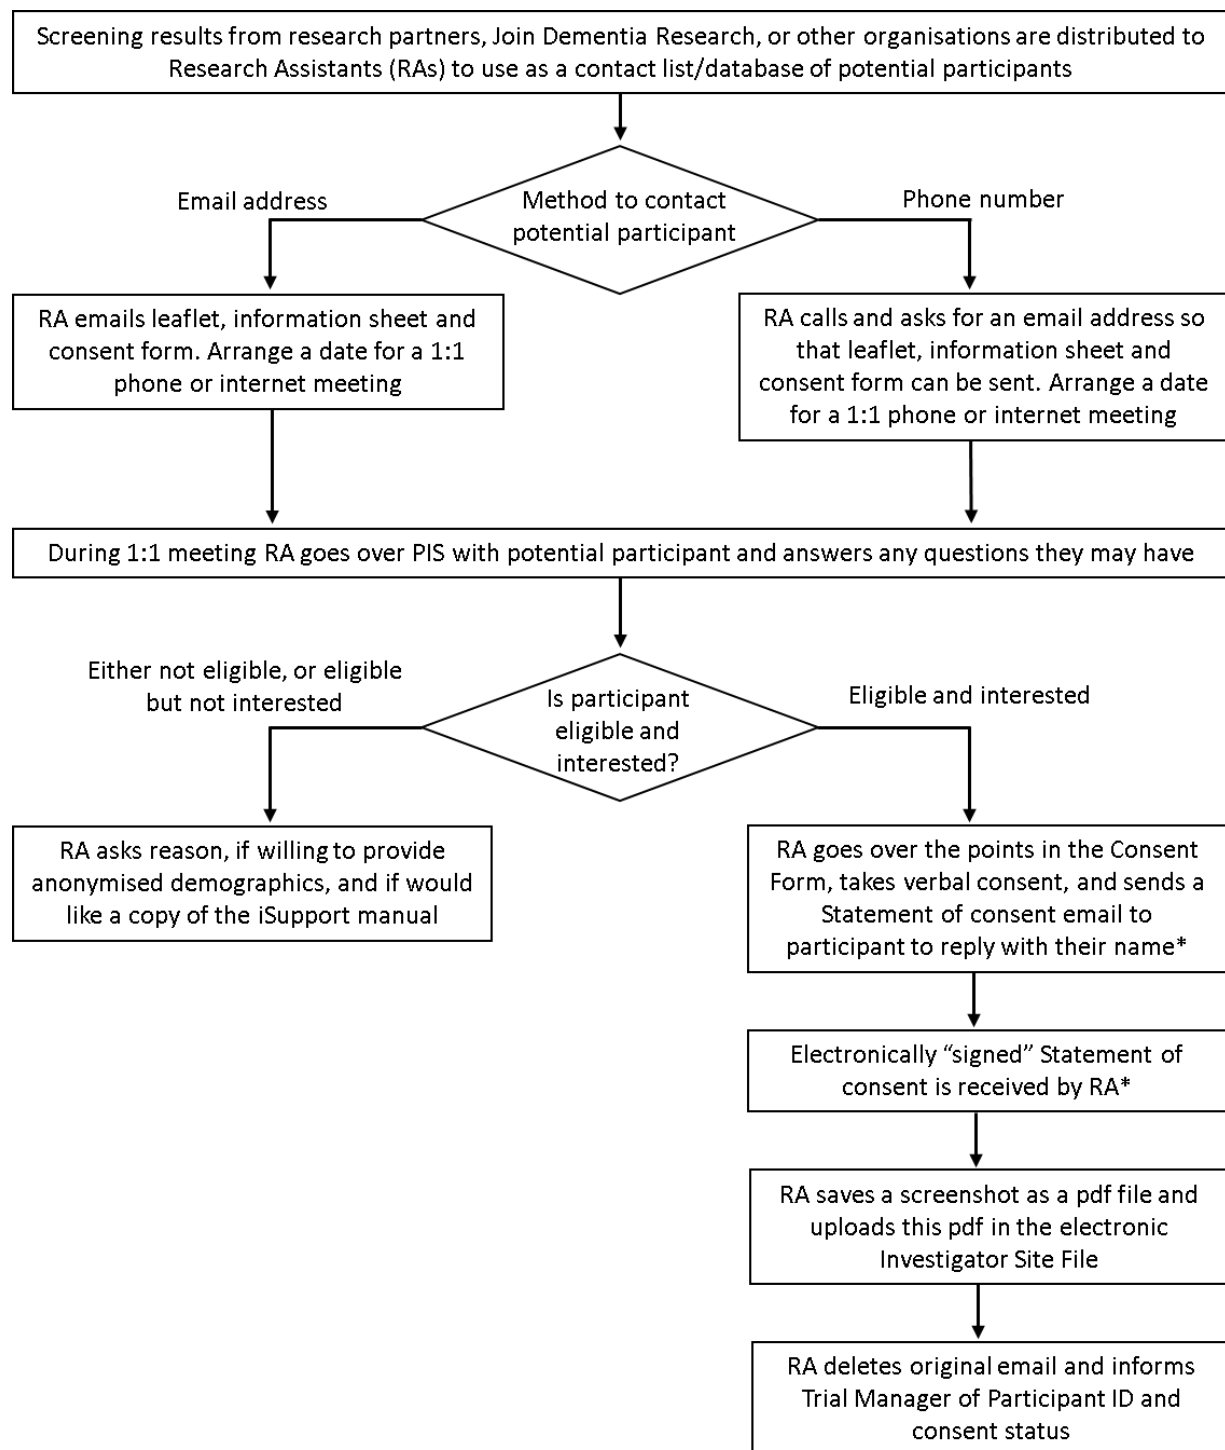 Screening results from research partners, Join Dementia Research, or other organisations are distributed to
Research Assistants (RAs) to use as a contact list/database of potential participants
Email address
Method to contact
potential participant
Phone number
RA emails leaflet, information sheet and
consent form. Arrange a date for a 1:1
phone or internet meeting
RA calls and asks for an email address so
that leaflet, information sheet and
consent form can be sent. Arrange a date
for a 1:1 phone or internet meeting
During 1:1 meeting RA goes over PIS with potential participant and answers any questions they may have
Either not eligible, or eligible
but not interested
Is participant
eligible and
interested?
Eligible and interested
RA asks reason, if willing to provide
anonymised demographics, and if would
like a copy of the iSupport manual
RA goes over the points in the Consent
Form, takes verbal consent, and sends a
Statement of consent email to
participant to reply with their name*
Electronically “signed” Statement of
consent is received by RA*
RA saves a screenshot as a pdf file and
uploads this pdf in the electronic
Investigator Site File
RA deletes original email and informs
Trial Manager of Participant ID and
consent status